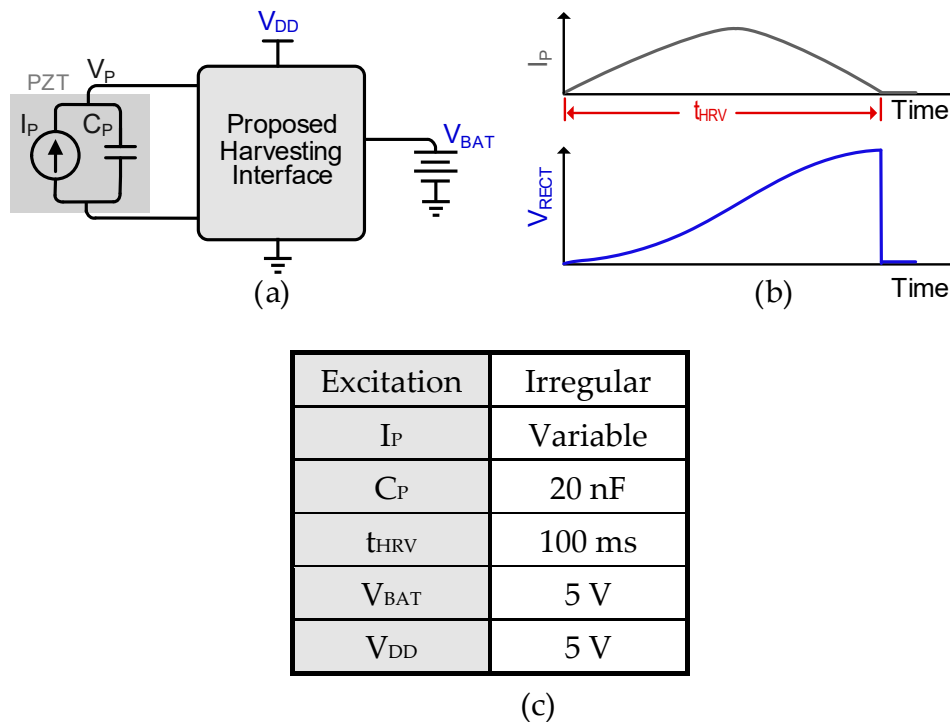 V_DD
V_P
PZT
I_P C_P
Proposed
Harvesting
Interface
V_BAT
(a)
I_P
t_HRV
Time
V_RECT
Time
(b)
Excitation Irregular
I_P Variable
C_P 20 nF
t_HRV 100 ms
V_BAT 5 V
V_DD 5 V
(c)